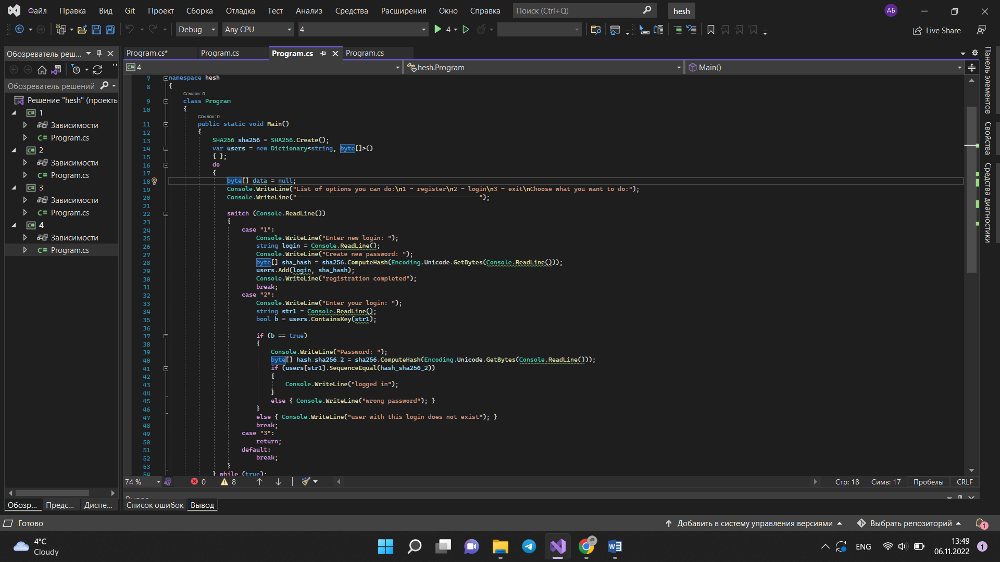 Файл Правка Вид Git Проект Сборка Отладка Тест Анализ Средства Расширения Окно Справка Поиск (Ctrl+Q) hesh АБ
Debug Any CPU 4 4 Live Share
Обозреватель реш... Program.cs* Program.cs Program.cs Program.cs
4 hesh.Program Main()
Обозреватель решений
Решение "hesh" (проекты
1
Зависимости
Program.cs
2
Зависимости
Program.cs
3
Зависимости
Program.cs
4
Зависимости
Program.cs
7 namespace hesh
8 {
Ссылок: 0
9 class Program
10 {
Ссылок: 0
11 public static void Main()
12 {
13 SHA256 sha256 = SHA256.Create();
14 var users = new Dictionary<string, byte[]>()
15 { };
16 do
17 {
18 byte[] data = null;
19 Console.WriteLine("List of options you can do:\n1 - register\n2 - login\n3 - exit\nChoose what you want to do:");
20 Console.WriteLine("--------------------------------------------------");
21
22 switch (Console.ReadLine())
23 {
24 case "1":
25 Console.WriteLine("Enter new login: ");
26 string login = Console.ReadLine();
27 Console.WriteLine("Create new password: ");
28 byte[] sha_hash = sha256.ComputeHash(Encoding.Unicode.GetBytes(Console.ReadLine()));
29 users.Add(login, sha_hash);
30 Console.WriteLine("registration completed");
31 break;
32 case "2":
33 Console.WriteLine("Enter your login: ");
34 string str1 = Console.ReadLine();
35 bool b = users.ContainsKey(str1);
36
37 if (b == true)
38 {
39 Console.WriteLine("Password: ");
40 byte[] hash_sha256_2 = sha256.ComputeHash(Encoding.Unicode.GetBytes(Console.ReadLine()));
41 if (users[str1].SequenceEqual(hash_sha256_2))
42 {
43 Console.WriteLine("logged in");
44 }
45 else { Console.WriteLine("wrong password"); }
46 }
47 else { Console.WriteLine("user with this login does not exist"); }
48 break;
49 case "3":
50 return;
51 default:
52 break;
53 }
54 } while (true);
Панель элементов
Свойства
Средства диагностики
74 % 0 8 Стр: 18 Симв: 17 Пробелы CRLF
Вывод
Обозр... Предс... Диспе... Список ошибок Вывод
Готово Добавить в систему управления версиями Выбрать репозиторий 1
4°C
Cloudy
ENG
13:49
06.11.2022
1